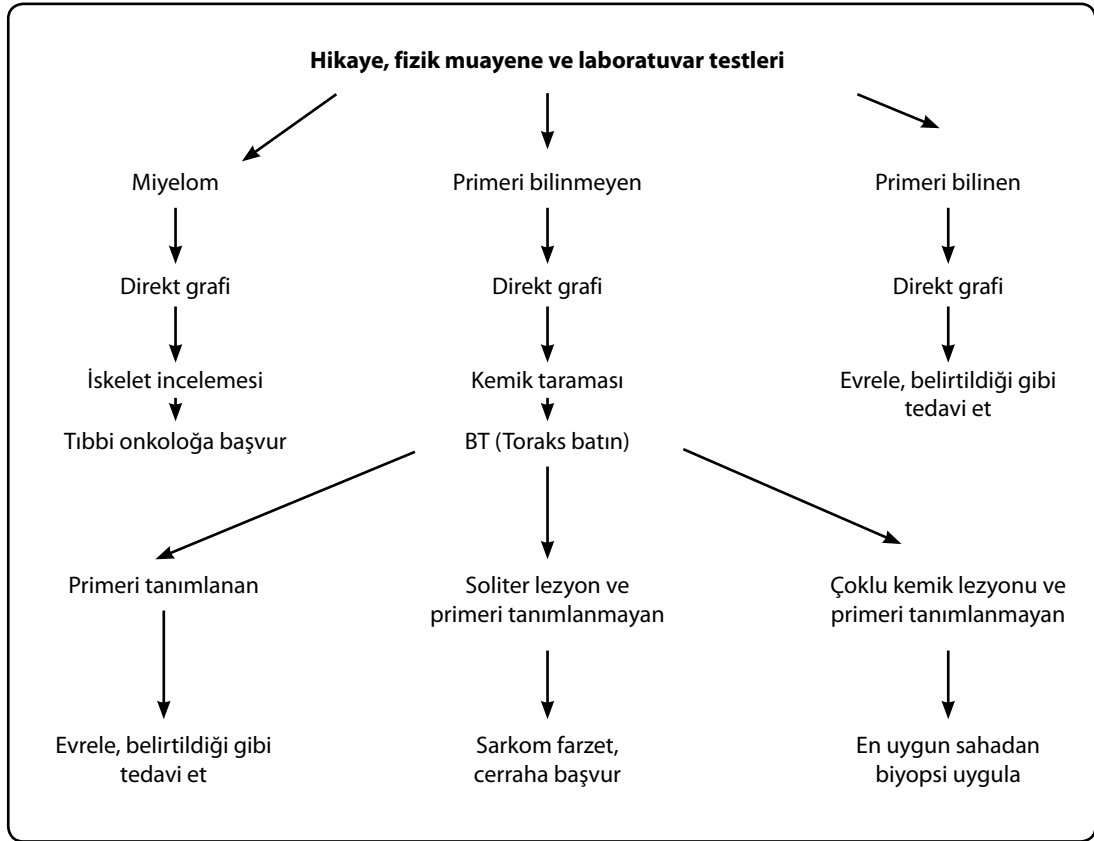 Hikaye, fizik muayene ve laboratuvar testleri
Miyelom
Primeri bilinmeyen
Primeri bilinen
Direkt grafi
Direkt grafi
Direkt grafi
İskelet incelemesi
Kemik taraması
Evrele, belirtildiği gibi
tedavi et
Tıbbi onkoloğa başvur
BT (Toraks batın)
Primeri tanımlanan
Soliter lezyon ve
primeri tanımlanmayan
Çoklu kemik lezyonu ve
primeri tanımlanmayan
Evrele, belirtildiği gibi
tedavi et
Sarkom farzet,
cerraha başvur
En uygun sahadan
biyopsi uygula